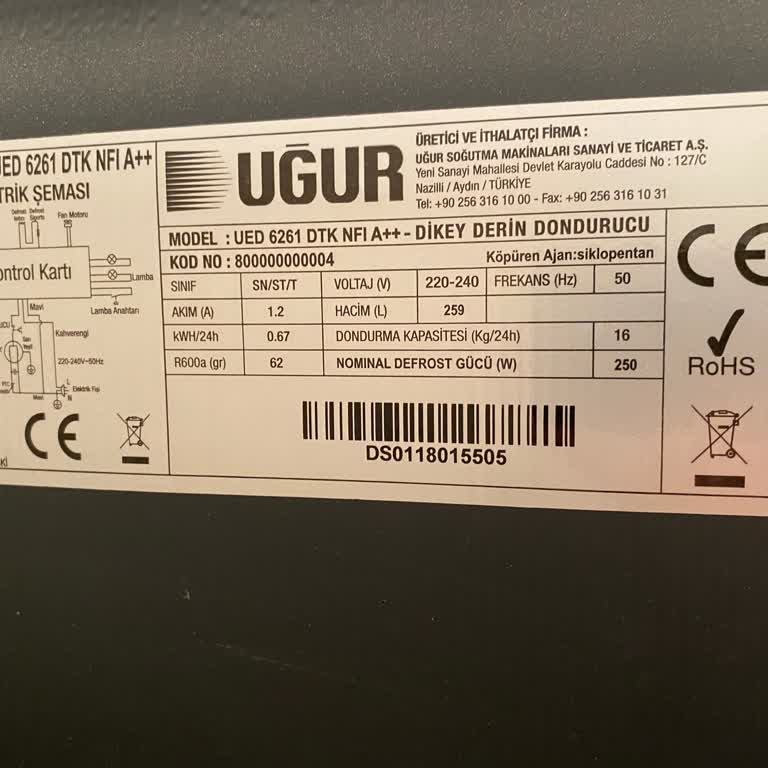 UED 6261 DTK NFI A++
TRİK ŞEMASI
Fan Motoru
ontrol Kartı
Lamba
Lamba Anahtarı
Mavi
Kahverengi
220-240V~50Hz
L
N
Elektrik Fişi
Mavi
CE
UĞUR
ÜRETİCİ VE İTHALATÇI FİRMA :
UĞUR SOĞUTMA MAKİNALARI SANAYİ VE TİCARET A.Ş.
Yeni Sanayi Mahallesi Devlet Karayolu Caddesi No : 127/C
Nazilli / Aydın / TÜRKİYE
Tel: +90 256 316 10 00 - Fax: +90 256 316 10 31
MODEL : UED 6261 DTK NFI A++ - DİKEY DERİN DONDURUCU
KOD NO : 800000000004 Köpüren Ajan:siklopentan
SINIF SN/ST/T VOLTAJ (V) 220-240 FREKANS (Hz) 50
AKIM (A) 1.2 HACİM (L) 259
kWH/24h 0.67 DONDURMA KAPASİTESİ (Kg/24h) 16
R600a (gr) 62 NOMINAL DEFROST GÜCÜ (W) 250
DS0118015505
CE
RoHS